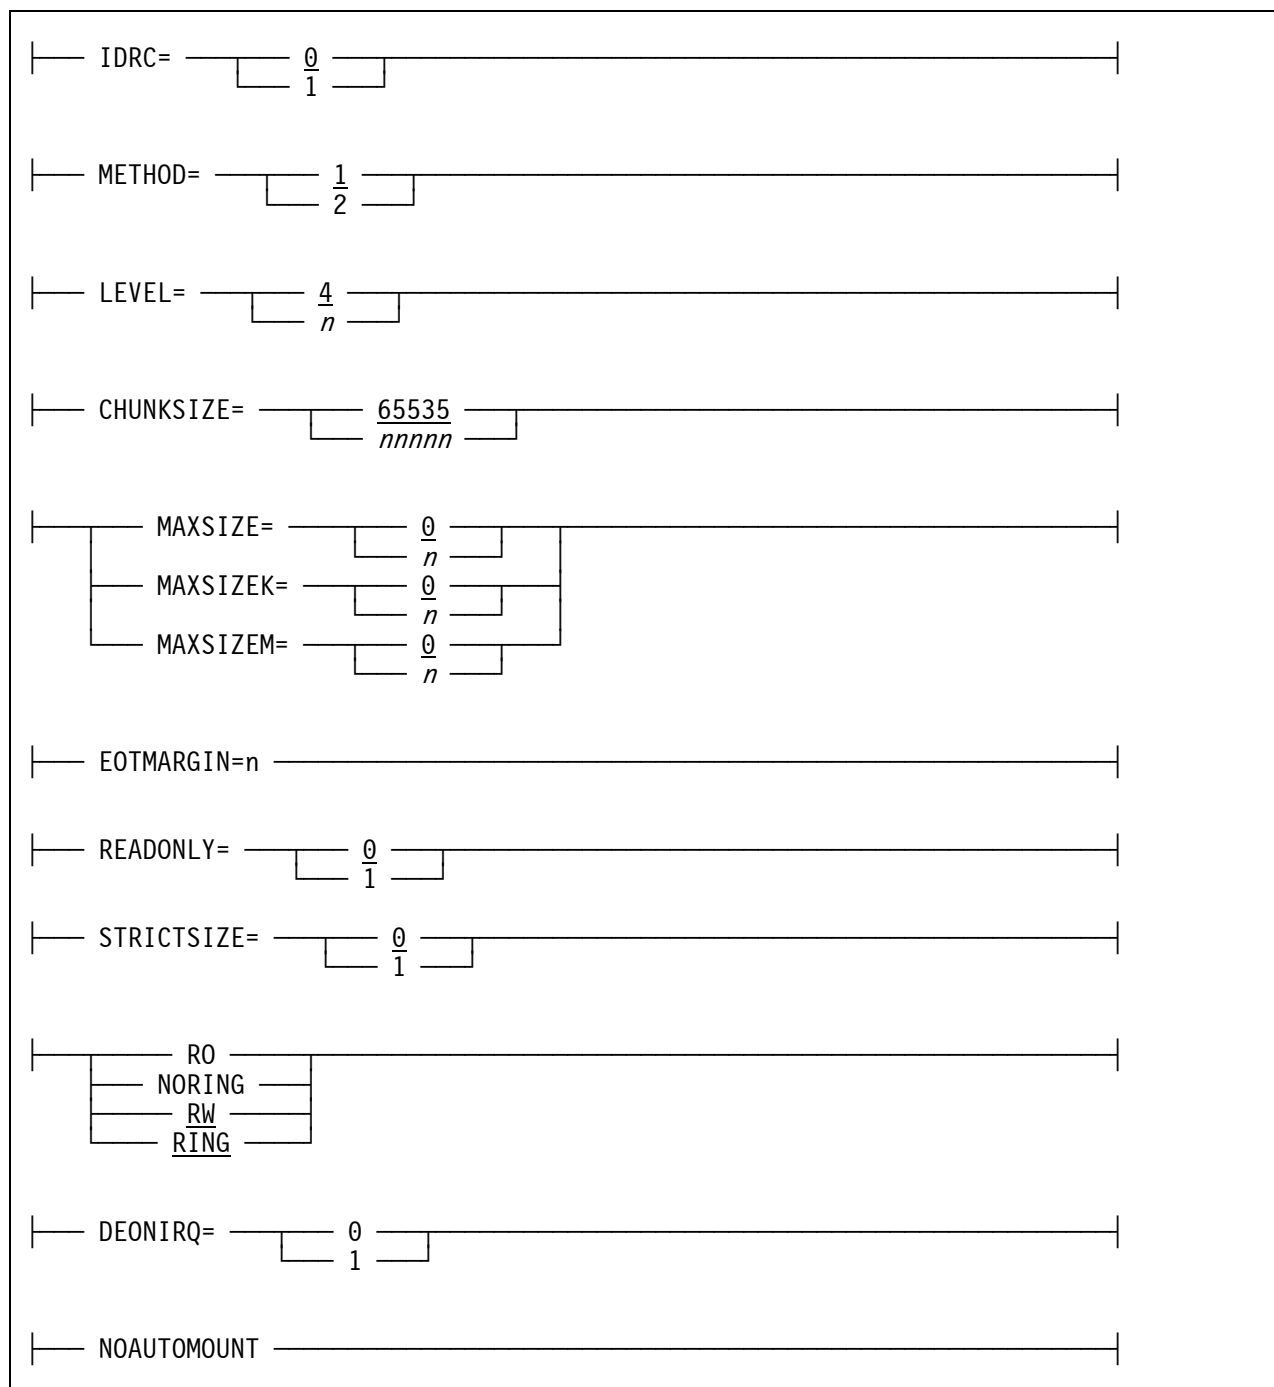 IDRC= 0
1
METHOD= 1
2
LEVEL= 4
n
CHUNKSIZE= 65535
nnnnn
MAXSIZE= 0
n
MAXSIZEK= 0
n
MAXSIZEM= 0
n
EOTMARGIN=n
READONLY= 0
1
STRICTSIZE= 0
1
RO
NORING
RW
RING
DEONIRQ= 0
1
NOAUTOMOUNT